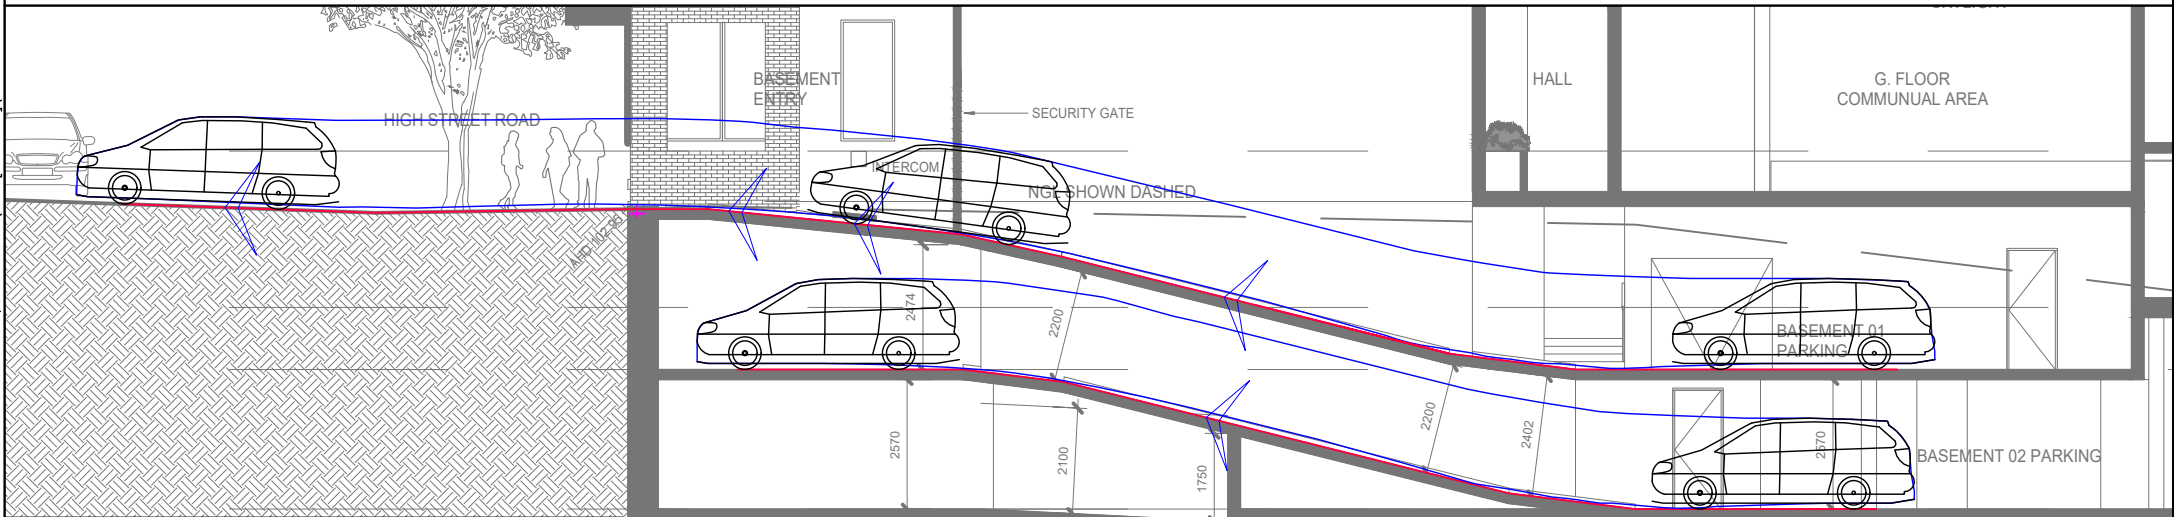 BASEMENT
ENTRY
HALL
G. FLOOR
COMMUNUAL AREA
HIGH STREET ROAD
SECURITY GATE
INTERCOM
NGL SHOWN DASHED
2474
2200
BASEMENT 01
PARKING
2570
2100
1750
2200
2402
2570
BASEMENT 02 PARKING